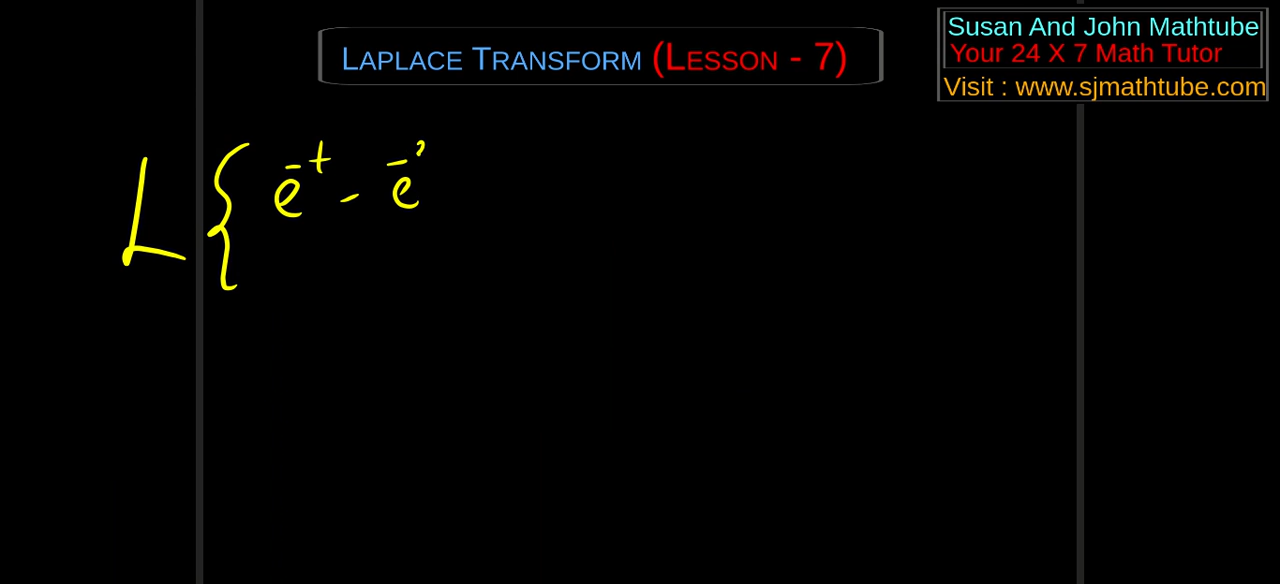 LAPLACE TRANSFORM (LESSON - 7)
Susan And John Mathtube
Your 24 X 7 Math Tutor
Visit : www.sjmathtube.com
L{e^-t - e^-